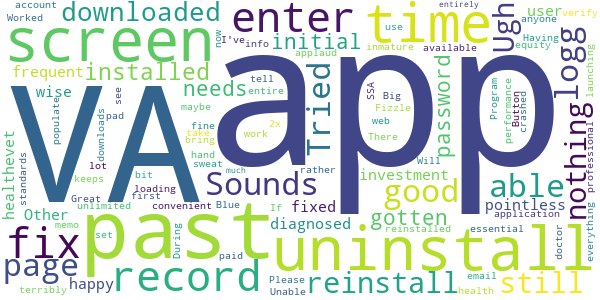 account
Worked
downloaded
enter
time
Ugh
user
Having
equity
anyone
use
verify
entirely
screen
I've
info
now
initial
immature
applaud
available
logg
launching
frequent
installed
wise
needs
tell
entire
maybe
VA
app
SSA
Big
Fizzle
web
There
Tried
password
Program
performance
Button
crashed
nothing
professional
healthevet
standards
populate
downloads
pad
see
fine
take
bring
2x
work
hand
sweat
rather
Will
able
lot
keeps
bit
loading
first
Great
unlimited
convenient
Blue
much
Sounds
good
investment
pointless
everything
Other
memo
If
fixed
diagnosed
gotten
application
essential
doctor
past
uninstall
fix
During
set
paid
reinstalled
page
happy
record
Please
Unable
reinstall
email
health
still
terribly